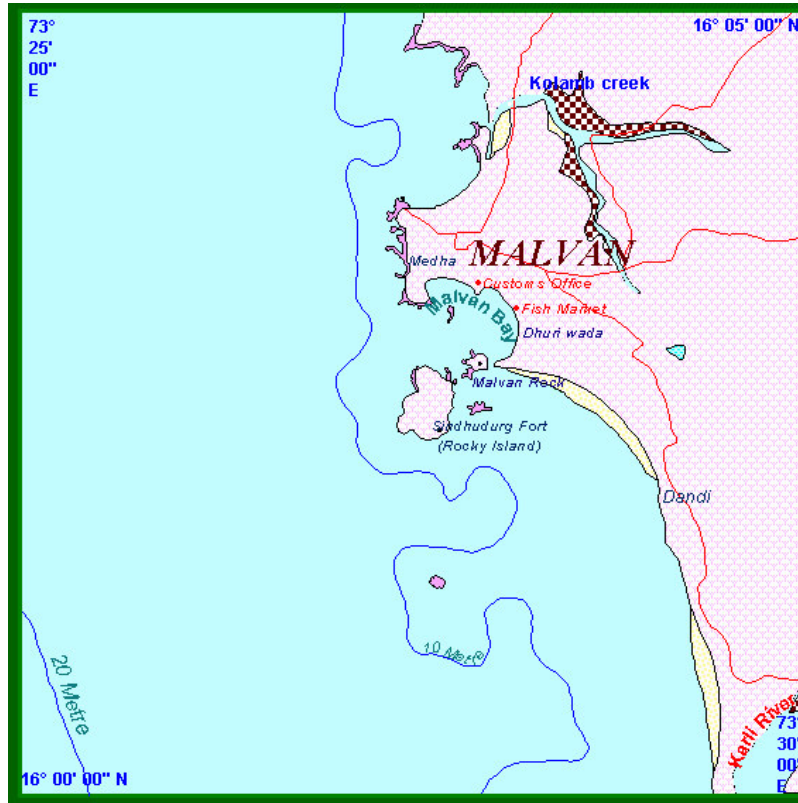 73°
25'
00"
E
16° 05' 00" N
Kolamb creek
MALVAN
Medha
Customs Office
Malvan Bay
Fish Market
Dhuri wada
Malvan Rock
Sindhudurg Fort
(Rocky Island)
Dandi
10 Metre
20 Metre
Karli River
73°
30'
00"
E
16° 00' 00" N